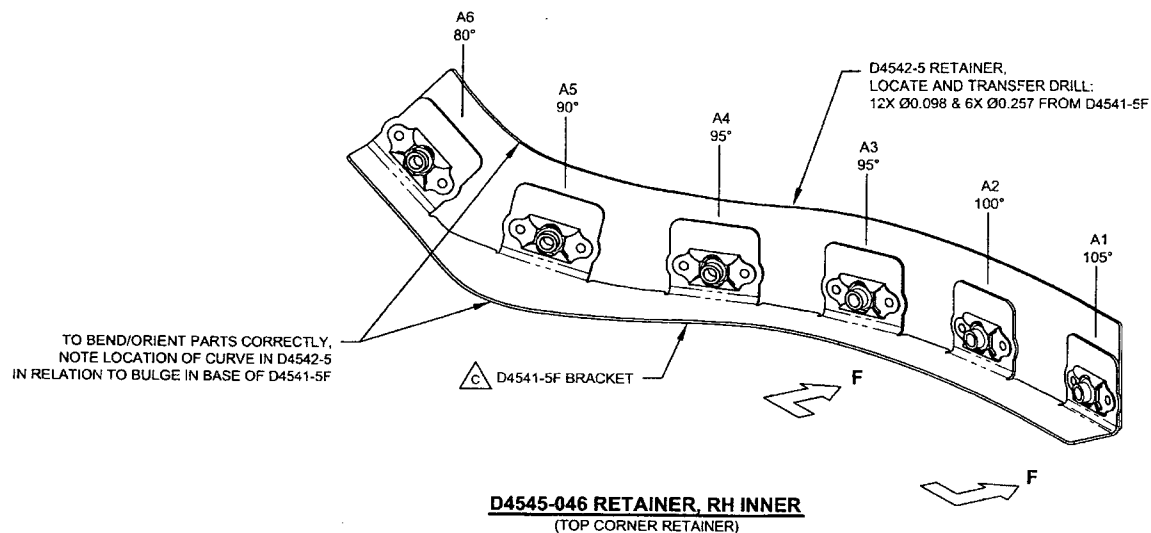 A6
80°
A5
90°
A4
95°
A3
95°
A2
100°
A1
105°
D4542-5 RETAINER,
LOCATE AND TRANSFER DRILL:
12X Ø0.098 & 6X Ø0.257 FROM D4541-5F
TO BEND/ORIENT PARTS CORRECTLY,
NOTE LOCATION OF CURVE IN D4542-5
IN RELATION TO BULGE IN BASE OF D4541-5F
C D4541-5F BRACKET
F
F
D4545-046 RETAINER, RH INNER
(TOP CORNER RETAINER)